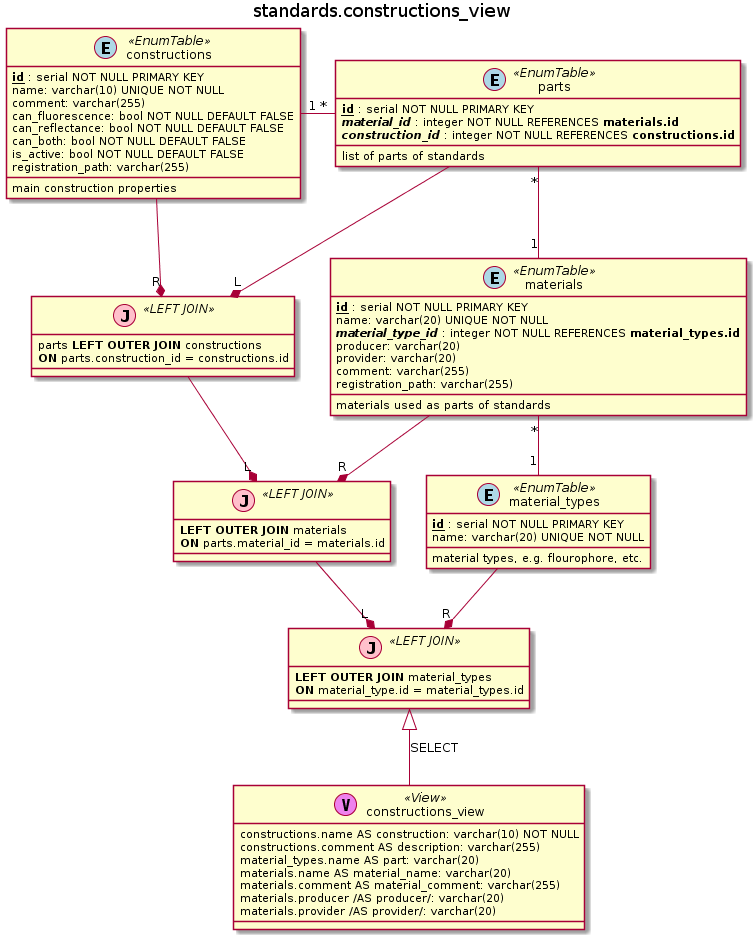 standards.constructions_view
E «EnumTable»
constructions
id : serial NOT NULL PRIMARY KEY
name: varchar(10) UNIQUE NOT NULL
comment: varchar(255)
can_fluorescence: bool NOT NULL DEFAULT FALSE
can_reflectance: bool NOT NULL DEFAULT FALSE
can_both: bool NOT NULL DEFAULT FALSE
is_active: bool NOT NULL DEFAULT FALSE
registration_path: varchar(255)
main construction properties
1 *
E «EnumTable»
parts
id : serial NOT NULL PRIMARY KEY
material_id : integer NOT NULL REFERENCES materials.id
construction_id : integer NOT NULL REFERENCES constructions.id
list of parts of standards
*
1
R
L
J «LEFT JOIN»
parts LEFT OUTER JOIN constructions
ON parts.construction_id = constructions.id
E «EnumTable»
materials
id : serial NOT NULL PRIMARY KEY
name: varchar(20) UNIQUE NOT NULL
material_type_id : integer NOT NULL REFERENCES material_types.id
producer: varchar(20)
provider: varchar(20)
comment: varchar(255)
registration_path: varchar(255)
materials used as parts of standards
*
1
L
R
J «LEFT JOIN»
LEFT OUTER JOIN materials
ON parts.material_id = materials.id
E «EnumTable»
material_types
id : serial NOT NULL PRIMARY KEY
name: varchar(20) UNIQUE NOT NULL
material types, e.g. flourophore, etc.
L
R
J «LEFT JOIN»
LEFT OUTER JOIN material_types
ON material_type.id = material_types.id
SELECT
V «View»
constructions_view
constructions.name AS construction: varchar(10) NOT NULL
constructions.comment AS description: varchar(255)
material_types.name AS part: varchar(20)
materials.name AS material_name: varchar(20)
materials.comment AS material_comment: varchar(255)
materials.producer /AS producer/: varchar(20)
materials.provider /AS provider/: varchar(20)